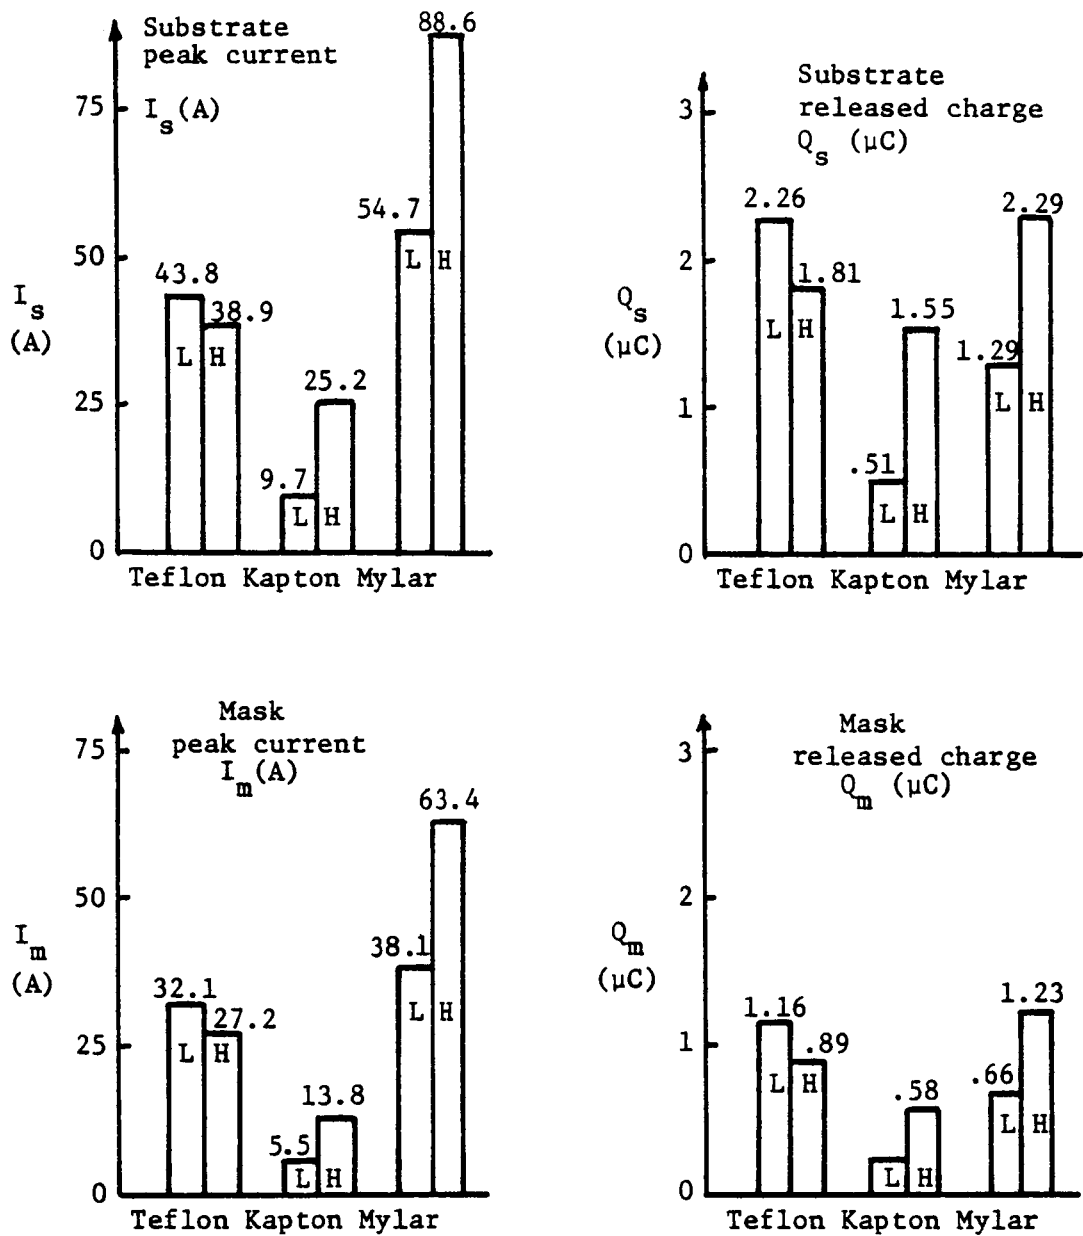 Substrate
peak current
I_s(A)
88.6
75
54.7
50
43.8
38.9
25.2
25
9.7
0
I_s
(A)
L H
L H
L H
Teflon Kapton Mylar
Substrate
released charge
Q_s (μC)
3
2.26
2.29
2
1.81
1.55
1.29
1
.51
0
Q_s
(μC)
L H
L H
L H
Teflon Kapton Mylar
Mask
peak current
I_m(A)
75
63.4
50
38.1
32.1
27.2
25
13.8
5.5
0
I_m
(A)
L H
L H
L H
Teflon Kapton Mylar
Mask
released charge
Q_m (μC)
3
2
1.16
1.23
1
.89
.66
.58
0
Q_m
(μC)
L H
L H
L H
Teflon Kapton Mylar